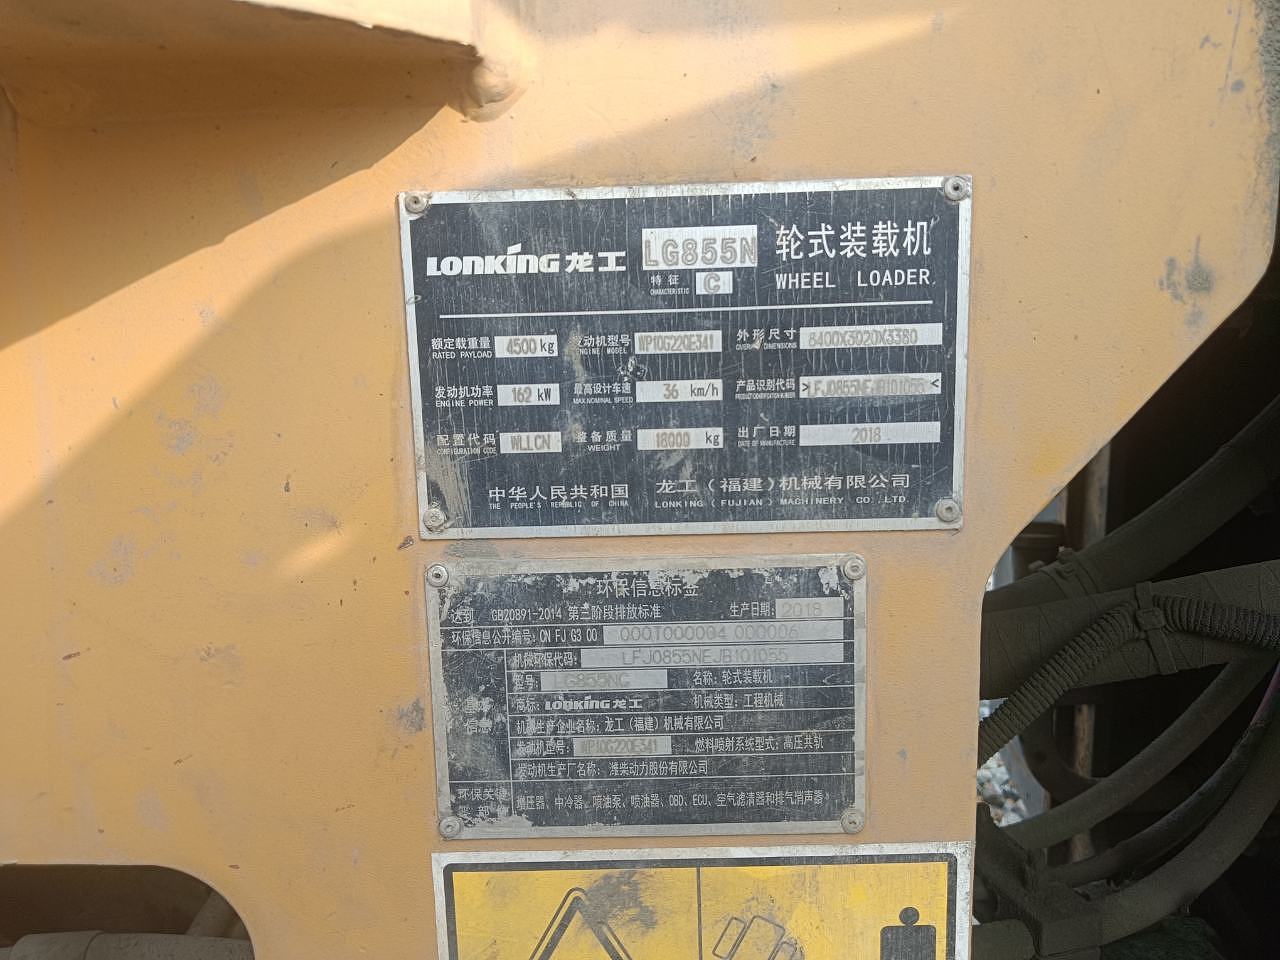 LONKING 龙工 LG855N 轮式装载机
特征 C WHEEL LOADER
CHARACTERISTIC
额定载重量 4500 kg 发动机型号 WP10G220E341 外形尺寸 8400X3020X3380
RATED PAYLOAD ENGINE MODEL OVERALL DIMENSIONS
发动机功率 162 kW 最高设计车速 36 km/h 产品识别代码 >LFJ0855NEJB101055<
ENGINE POWER MAX.NOMINAL SPEED PRODUCT IDENTIFICATION NUMBER
配置代码 WLLCN 整备质量 18000 kg 出厂日期 2018
CONFIGURATION CODE WEIGHT DATE OF MANUFACTURE
中华人民共和国 龙工(福建)机械有限公司
THE PEOPLE'S REPUBLIC OF CHINA LONKING ( FUJIAN ) MACHINERY CO., LTD.
环保信息标签
达到 GB20891-2014 第三阶段排放标准 生产日期: 2018
环保信息公开编号: CN FJ G3 00 0001000004 000006
机械环保代码: LFJ0855NEJB101055
型号: LG855NC 名称: 轮式装载机
商标: LONKING 龙工 机械类型: 工程机械
信息 机械生产企业名称: 龙工(福建)机械有限公司
发动机型号: WP10G220E341 燃料喷射系统型式: 高压共轨
发动机生产厂名称: 潍柴动力股份有限公司
环保关键 增压器、中冷器、喷油泵、喷油器、OBD、ECU、空气滤清器和排气消声器